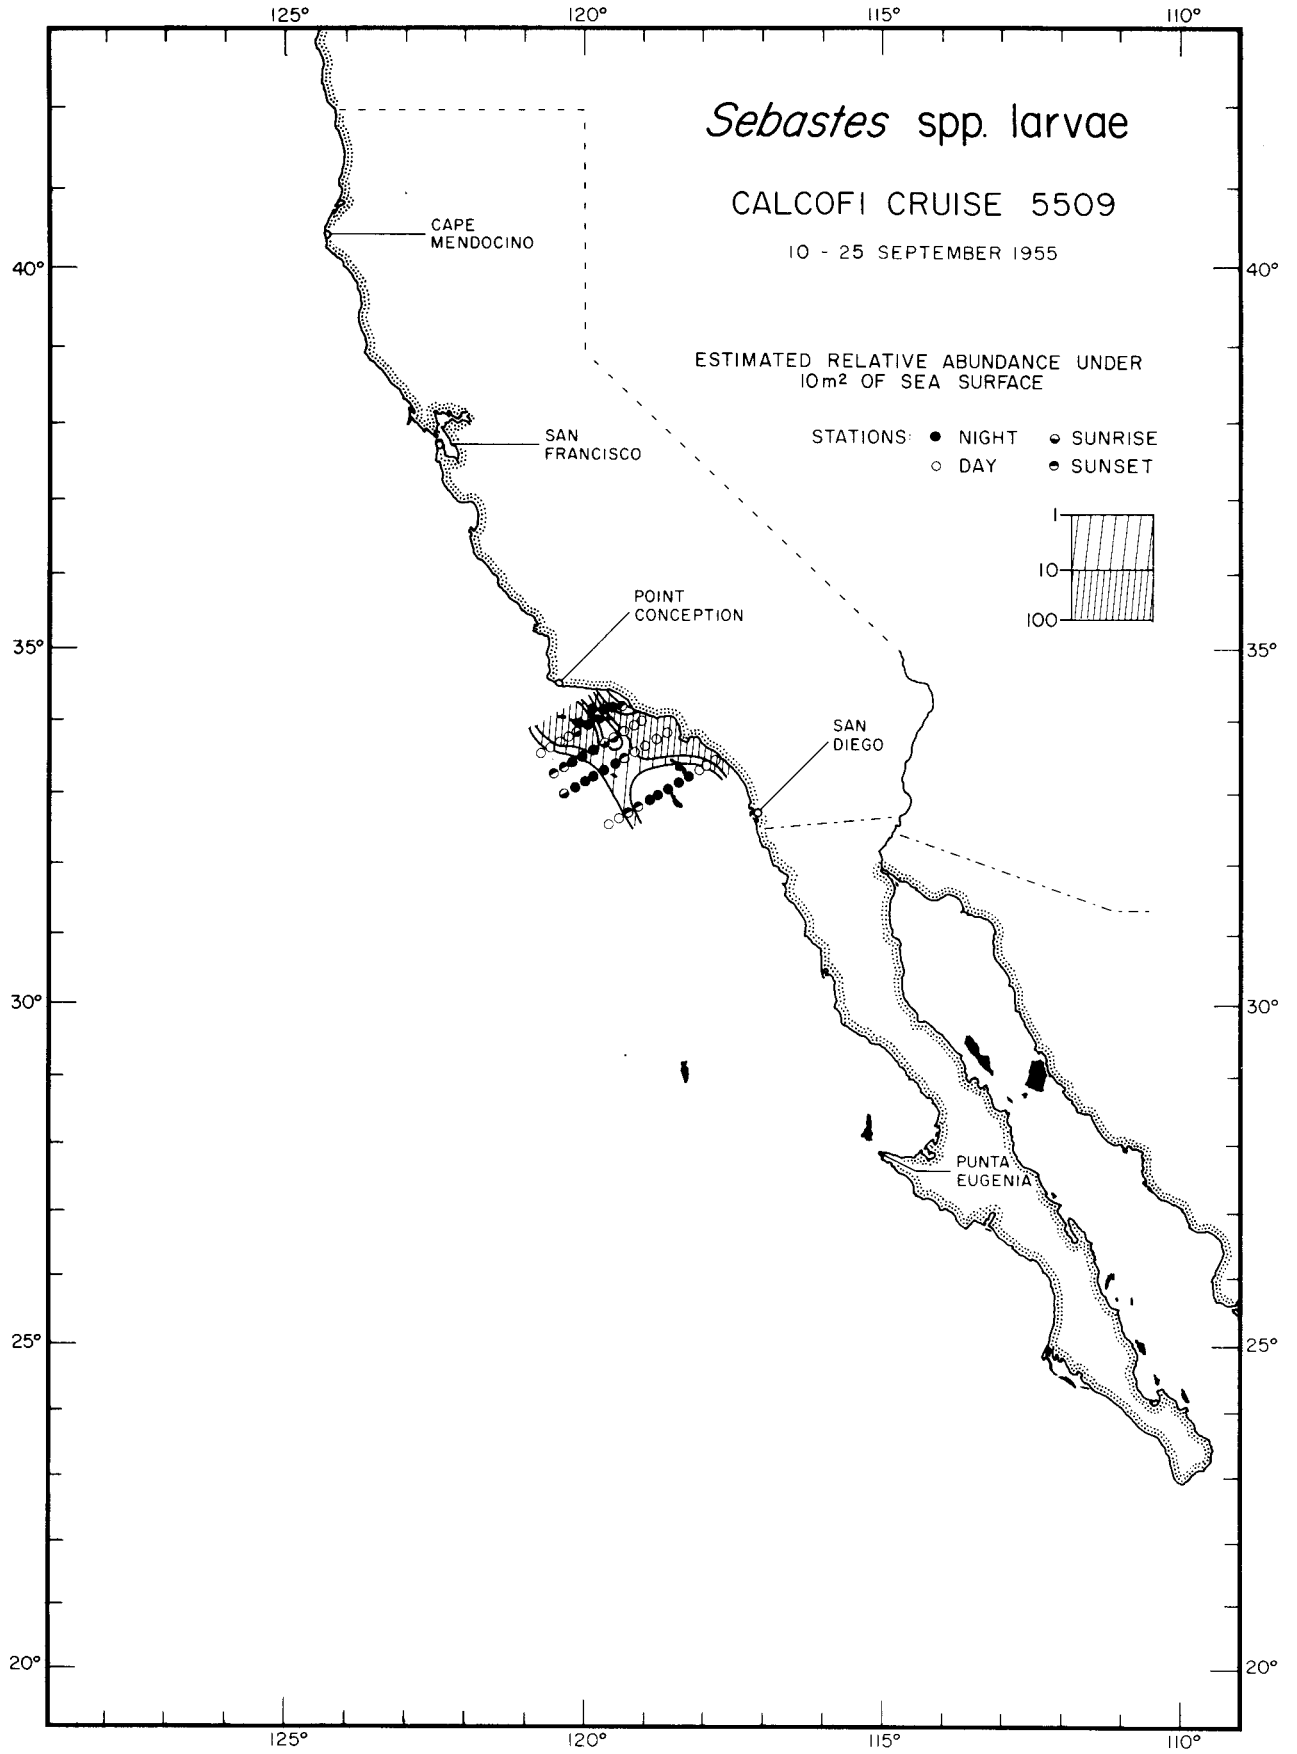 125° 120° 115° 110°
Sebastes spp. larvae
CALCOFI CRUISE 5509
10 - 25 SEPTEMBER 1955
CAPE
MENDOCINO
40° 40°
ESTIMATED RELATIVE ABUNDANCE UNDER
10m² OF SEA SURFACE
STATIONS: NIGHT SUNRISE
DAY SUNSET
SAN
FRANCISCO
1
10
100
POINT
CONCEPTION
35° 35°
SAN
DIEGO
30° 30°
PUNTA
EUGENIA
25° 25°
20° 20°
125° 120° 115° 110°